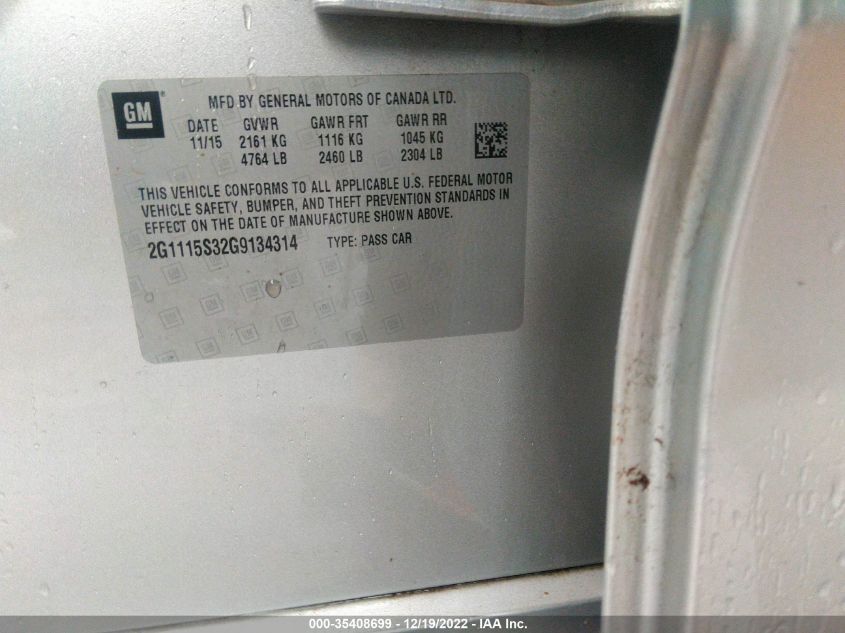 GM
MFD BY GENERAL MOTORS OF CANADA LTD.
DATE GVWR GAWR FRT GAWR RR
11/15 2161 KG 1116 KG 1045 KG
4764 LB 2460 LB 2304 LB
THIS VEHICLE CONFORMS TO ALL APPLICABLE U.S. FEDERAL MOTOR
VEHICLE SAFETY, BUMPER, AND THEFT PREVENTION STANDARDS IN
EFFECT ON THE DATE OF MANUFACTURE SHOWN ABOVE.
2G1115S32G9134314 TYPE: PASS CAR
000-35408699 - 12/19/2022 - IAA Inc.